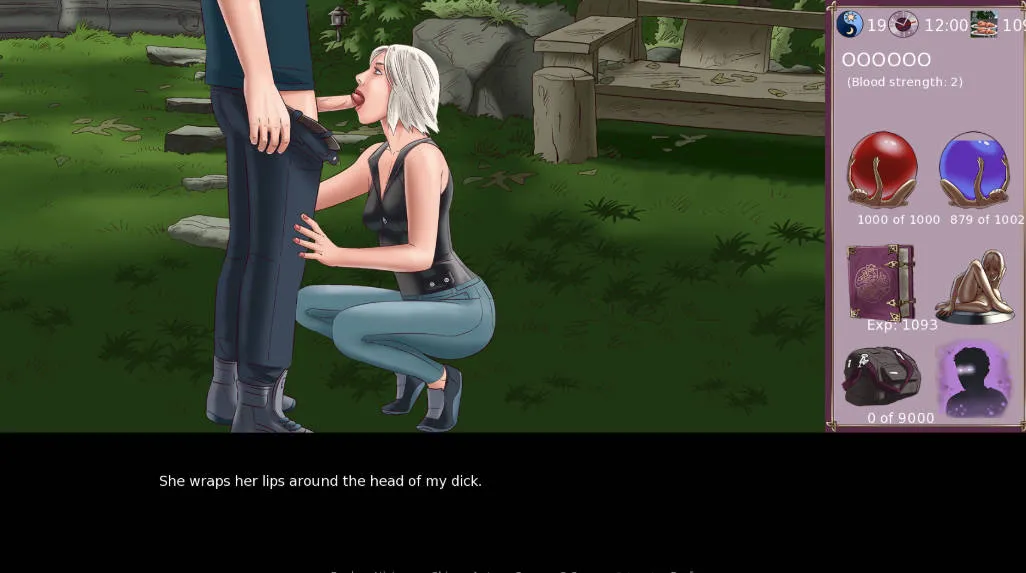 19 12:00
OOOOOO
(Blood strength: 2)
1000 of 1000 879 of 1002
Exp: 1093
0 of 9000
She wraps her lips around the head of my dick.